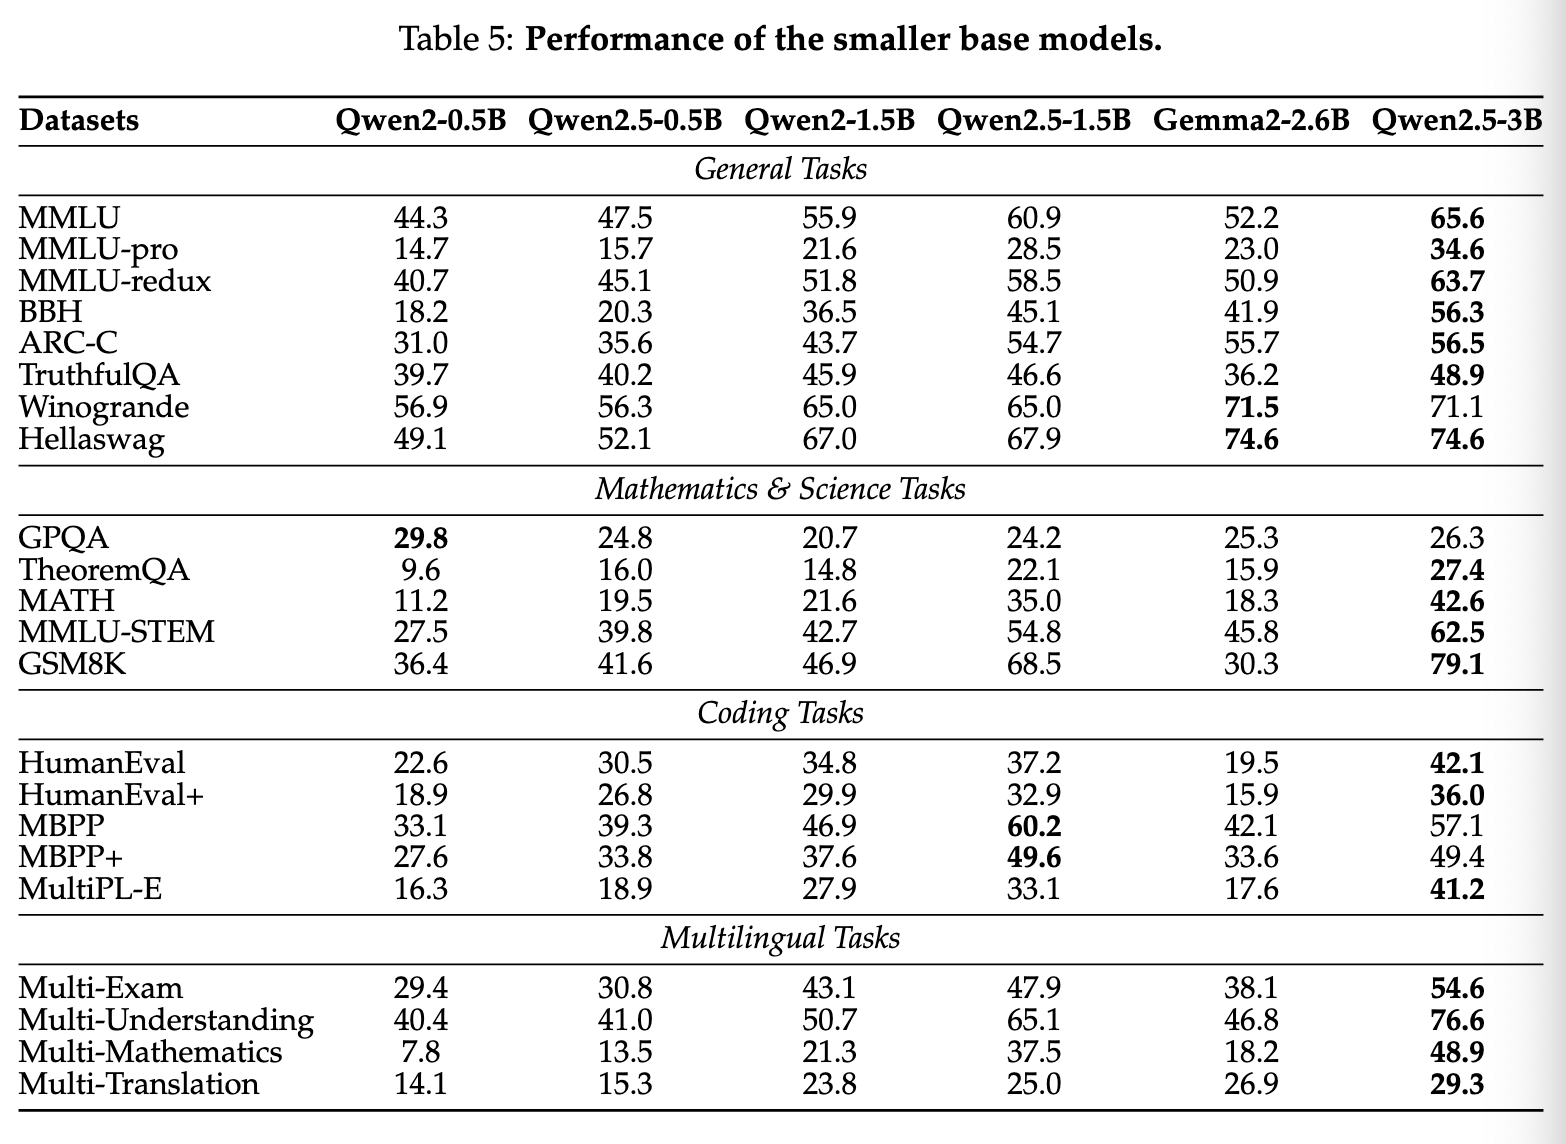 Table 5: Performance of the smaller base models.
Datasets Qwen2-0.5B Qwen2.5-0.5B Qwen2-1.5B Qwen2.5-1.5B Gemma2-2.6B Qwen2.5-3B
General Tasks
MMLU 44.3 47.5 55.9 60.9 52.2 65.6
MMLU-pro 14.7 15.7 21.6 28.5 23.0 34.6
MMLU-redux 40.7 45.1 51.8 58.5 50.9 63.7
BBH 18.2 20.3 36.5 45.1 41.9 56.3
ARC-C 31.0 35.6 43.7 54.7 55.7 56.5
TruthfulQA 39.7 40.2 45.9 46.6 36.2 48.9
Winogrande 56.9 56.3 65.0 65.0 71.5 71.1
Hellaswag 49.1 52.1 67.0 67.9 74.6 74.6
Mathematics & Science Tasks
GPQA 29.8 24.8 20.7 24.2 25.3 26.3
TheoremQA 9.6 16.0 14.8 22.1 15.9 27.4
MATH 11.2 19.5 21.6 35.0 18.3 42.6
MMLU-STEM 27.5 39.8 42.7 54.8 45.8 62.5
GSM8K 36.4 41.6 46.9 68.5 30.3 79.1
Coding Tasks
HumanEval 22.6 30.5 34.8 37.2 19.5 42.1
HumanEval+ 18.9 26.8 29.9 32.9 15.9 36.0
MBPP 33.1 39.3 46.9 60.2 42.1 57.1
MBPP+ 27.6 33.8 37.6 49.6 33.6 49.4
MultiPL-E 16.3 18.9 27.9 33.1 17.6 41.2
Multilingual Tasks
Multi-Exam 29.4 30.8 43.1 47.9 38.1 54.6
Multi-Understanding 40.4 41.0 50.7 65.1 46.8 76.6
Multi-Mathematics 7.8 13.5 21.3 37.5 18.2 48.9
Multi-Translation 14.1 15.3 23.8 25.0 26.9 29.3